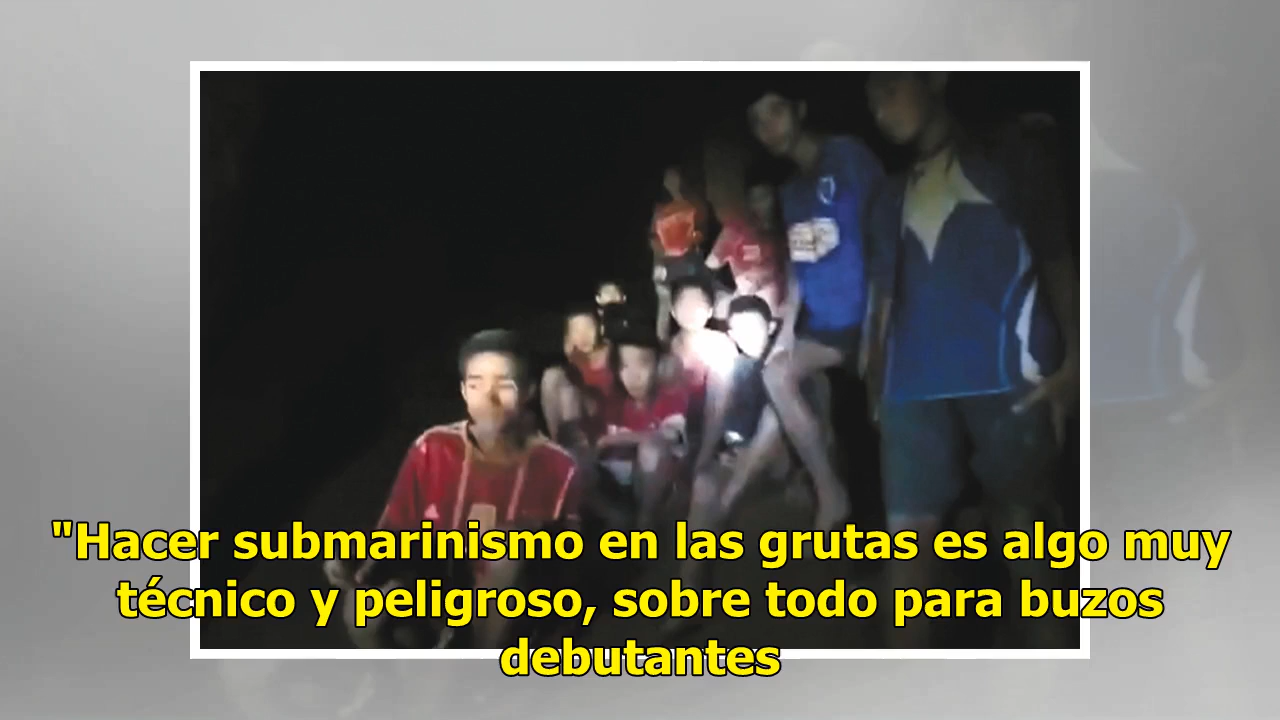 "Hacer submarinismo en las grutas es algo muy
técnico y peligroso, sobre todo para buzos
debutantes